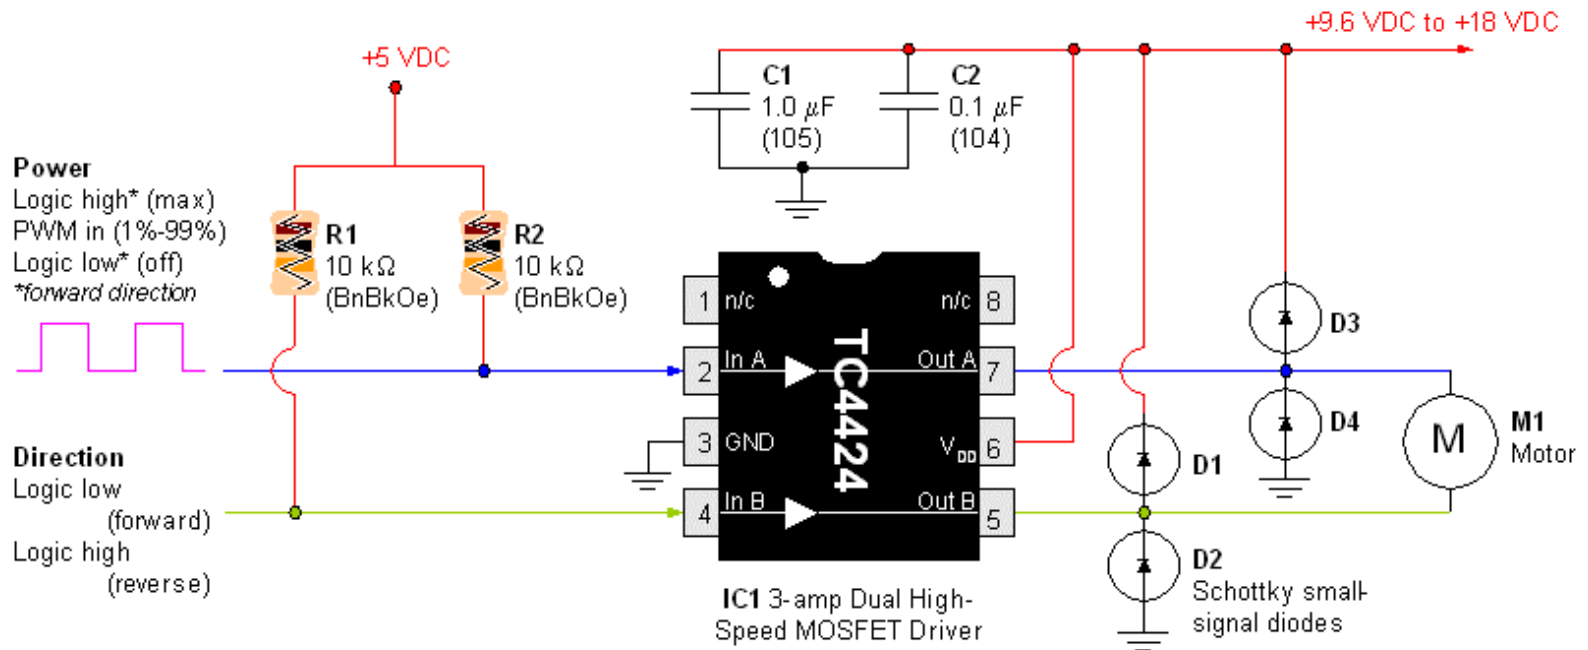 +9.6 VDC to +18 VDC
+5 VDC
C1
1.0 µF
(105)
C2
0.1 µF
(104)
Power
Logic high* (max)
PWM in (1%-99%)
Logic low* (off)
*forward direction
R1
10 kΩ
(BnBkOe)
R2
10 kΩ
(BnBkOe)
1 n/c
n/c 8
2 In A
Out A 7
3 GND
VDD 6
4 In B
Out B 5
TC4424
D3
D4
D1
D2
Schottky small-
signal diodes
M
M1
Motor
Direction
Logic low
(forward)
Logic high
(reverse)
IC1 3-amp Dual High-
Speed MOSFET Driver